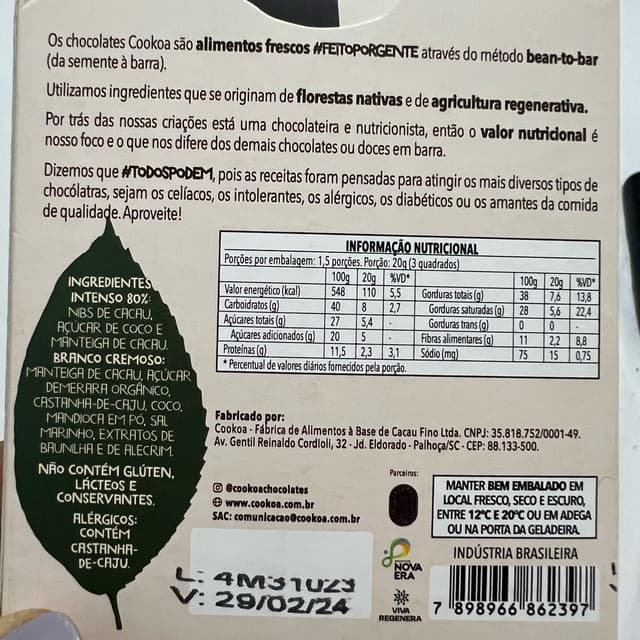 Os chocolates Cookoa são alimentos frescos #FEITOPORGENTE através do método bean-to-bar
(da semente à barra).
Utilizamos ingredientes que se originam de florestas nativas e de agricultura regenerativa.
Por trás das nossas criações está uma chocolateira e nutricionista, então o valor nutricional é
nosso foco e o que nos difere dos demais chocolates ou doces em barra.
Dizemos que #TODOSPODEM, pois as receitas foram pensadas para atingir os mais diversos tipos de
chocólatras, sejam os celíacos, os intolerantes, os alérgicos, os diabéticos ou os amantes da comida
de qualidade. Aproveite!
INGREDIENTES
INTENSO 80%:
NIBS DE CACAU,
AÇÚCAR DE COCO E
MANTEIGA DE CACAU.
BRANCO CREMOSO:
MANTEIGA DE CACAU, AÇÚCAR
DEMERARA ORGÂNICO,
CASTANHA-DE-CAJU, COCO,
MANDIOCA EM PÓ, SAL
MARINHO, EXTRATOS DE
BAUNILHA E DE ALECRIM.
NÃO CONTÉM GLÚTEN,
LÁCTEOS E
CONSERVANTES.
ALÉRGICOS:
CONTÉM
CASTANHA-
DE-CAJU.
INFORMAÇÃO NUTRICIONAL
Porções por embalagem: 1,5 porções. Porção: 20g (3 quadrados)
100g 20g %VD* 100g 20g %VD*
Valor energético (kcal) 548 110 5,5 Gorduras totais (g) 38 7,6 13,8
Carboidratos (g) 40 8 2,7 Gorduras saturadas (g) 28 5,6 22,4
Açúcares totais (g) 27 5,4 - Gorduras trans (g) 0 0 -
Açúcares adicionados (g) 20 5 - Fibras alimentares (g) 11 2,2 8,8
Proteínas (g) 11,5 2,3 3,1 Sódio (mg) 75 15 0,75
* Percentual de valores diários fornecidos pela porção.
Fabricado por:
Cookoa - Fábrica de Alimentos à Base de Cacau Fino Ltda. CNPJ: 35.818.752/0001-49.
Av. Gentil Reinaldo Cordioli, 32 - Jd. Eldorado - Palhoça/SC - CEP: 88.133-500.
@cookoachocolates
www.cookoa.com.br
SAC: comunicacao@cookoa.com.br
Parceiros:
NOVA
ERA
VIVA
REGENERA
MANTER BEM EMBALADO EM
LOCAL FRESCO, SECO E ESCURO,
ENTRE 12ºC E 20ºC OU EM ADEGA
OU NA PORTA DA GELADEIRA.
INDÚSTRIA BRASILEIRA
7 898966 862397
L: 4M31023
V: 29/02/24